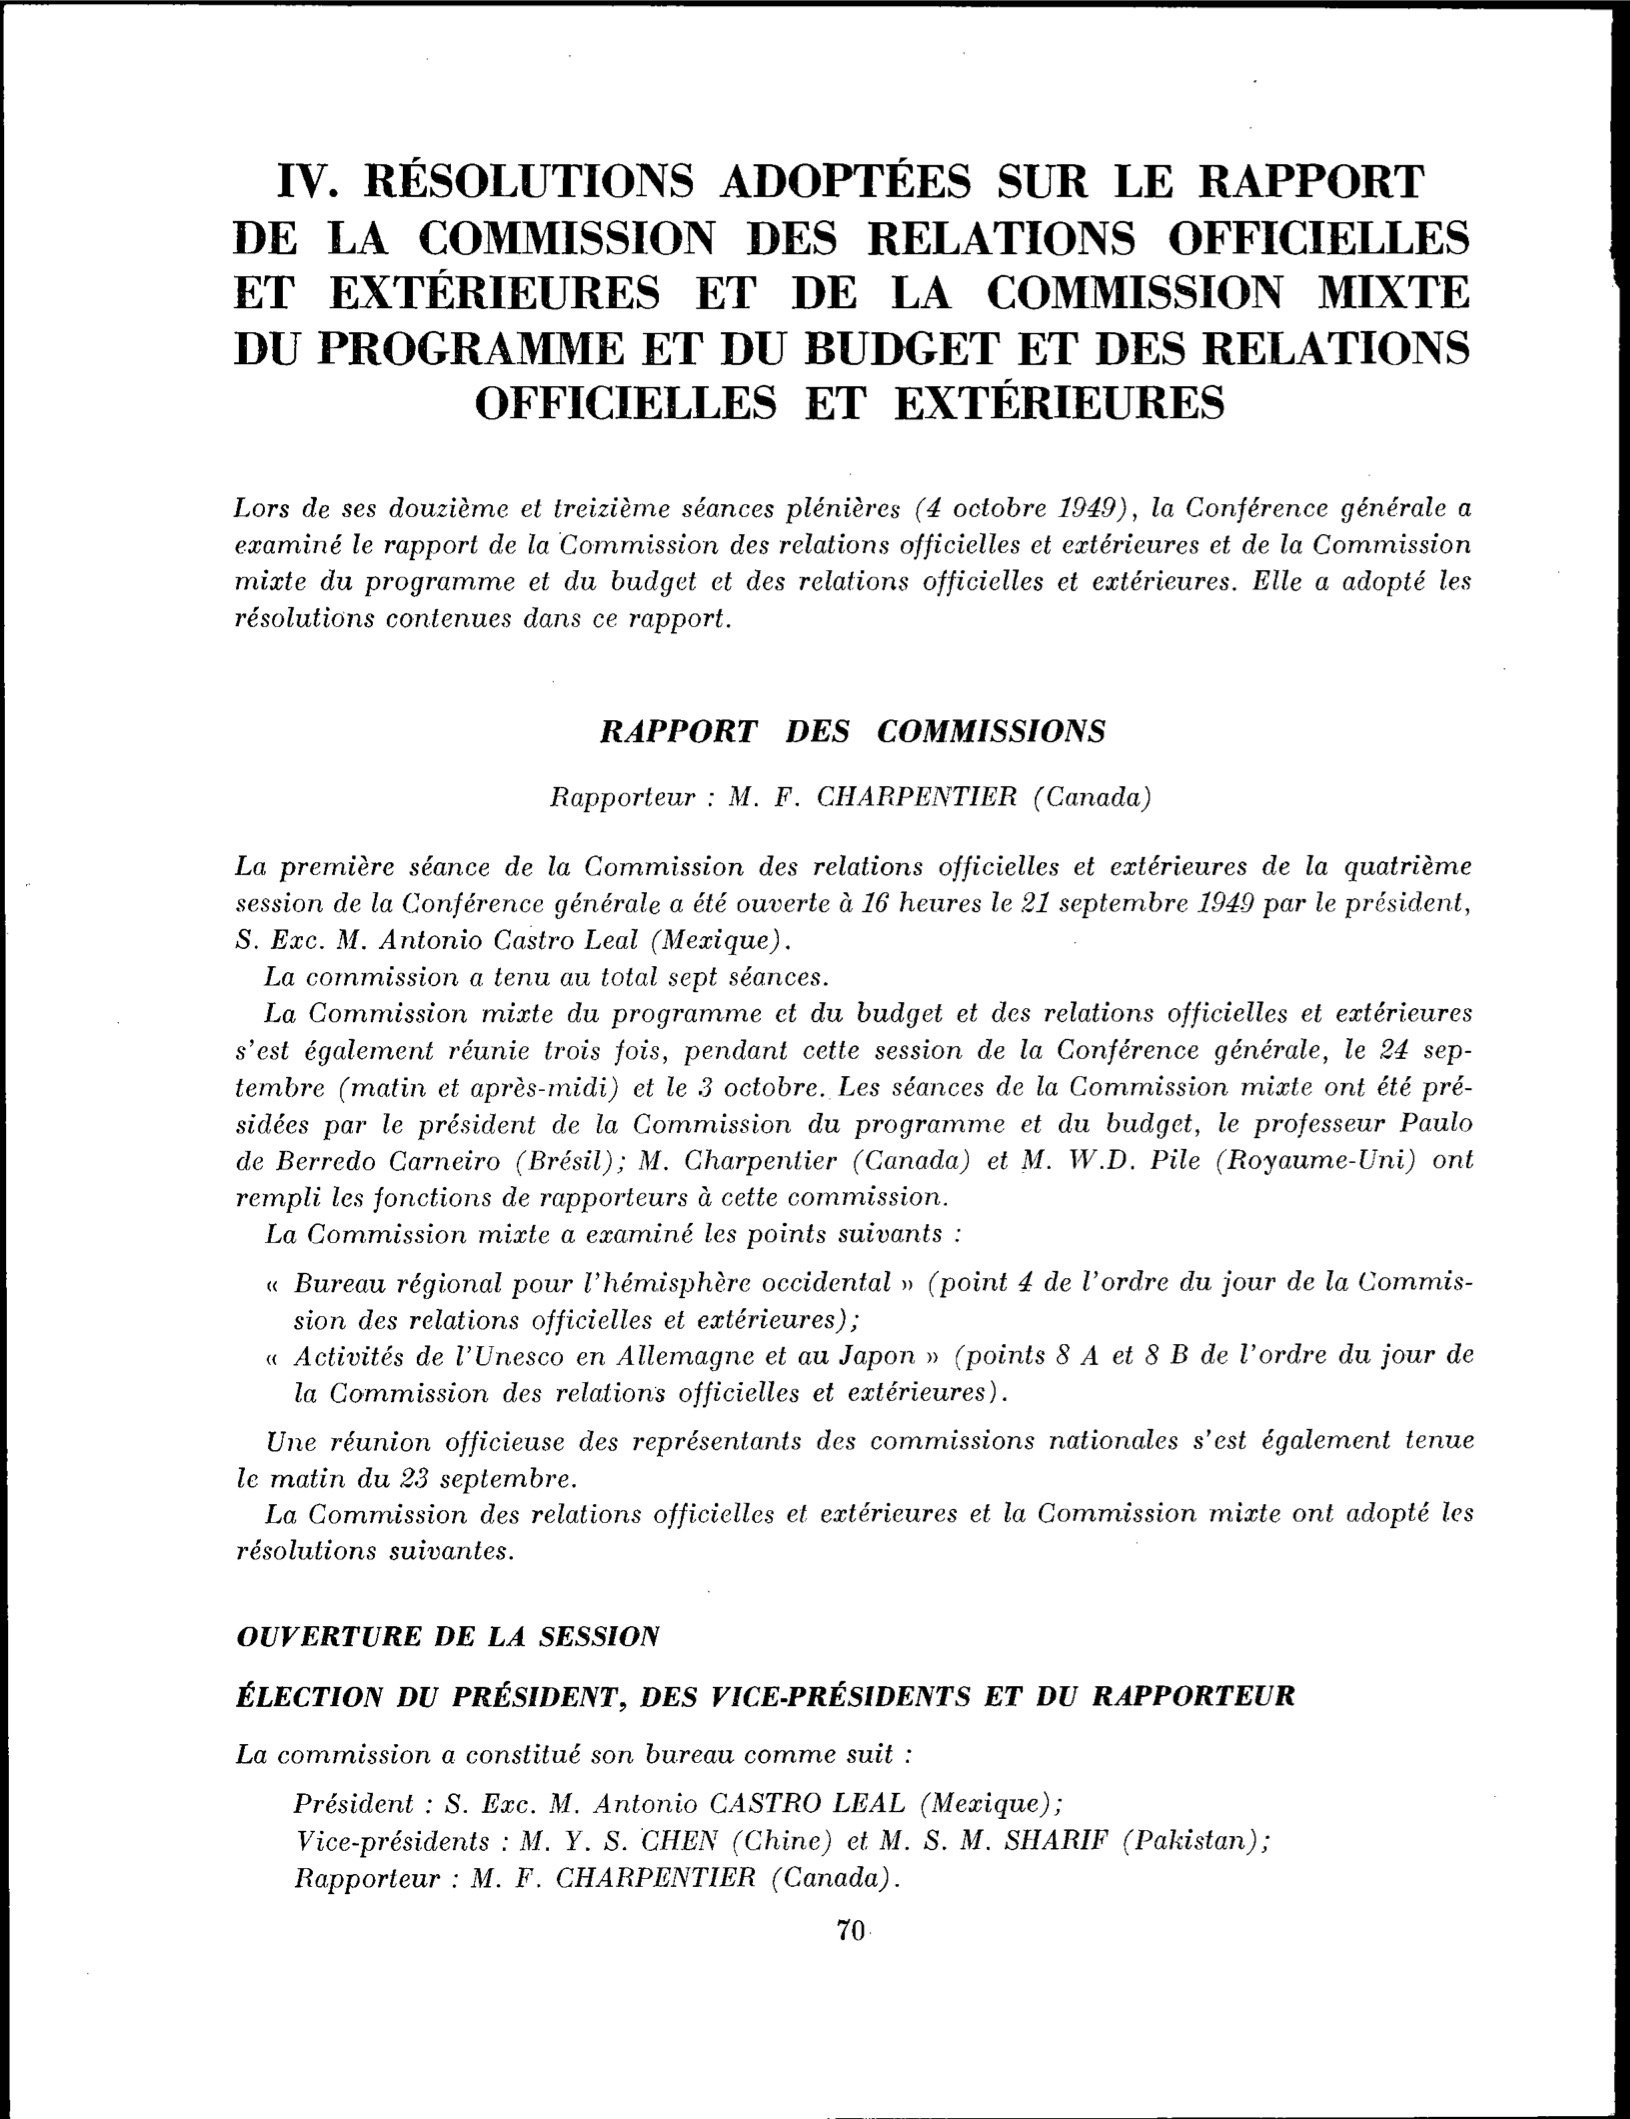 IV. RÉSOLUTIONS ADOPTÉES SUR LE RAPPORT
DE LA COMMISSION DES RELATIONS OFFICIELLES
ET EXTÉRIEURES ET DE LA COMMISSION MIXTE
DU PROGRAMME ET DU BUDGET ET DES RELATIONS
OFFICIELLES ET EXTÉRIEURES
Lors de ses douzième et treizième séances plénières (4 octobre 1949), la Conférence générale a
examiné le rapport de la Commission des relations officielles et extérieures et de la Commission
mixte du programme et du budget et des relations officielles et extérieures. Elle a adopté les
résolutions contenues dans ce rapport.
RAPPORT DES COMMISSIONS
Rapporteur : M. F. CHARPENTIER (Canada)
La première séance de la Commission des relations officielles et extérieures de la quatrième
session de la Conférence générale a été ouverte à 16 heures le 21 septembre 1949 par le président,
S. Exc. M. Antonio Castro Leal (Mexique).
La commission a tenu au total sept séances.
La Commission mixte du programme et du budget et des relations officielles et extérieures
s'est également réunie trois fois, pendant cette session de la Conférence générale, le 24 sep-
tembre (matin et après-midi) et le 3 octobre. Les séances de la Commission mixte ont été pré-
sidées par le président de la Commission du programme et du budget, le professeur Paulo
de Berredo Carneiro (Brésil); M. Charpentier (Canada) et M. W.D. Pile (Royaume-Uni) ont
rempli les fonctions de rapporteurs à cette commission.
La Commission mixte a examiné les points suivants :
« Bureau régional pour l'hémisphère occidental » (point 4 de l'ordre du jour de la Commis-
sion des relations officielles et extérieures);
« Activités de l'Unesco en Allemagne et au Japon » (points 8 A et 8 B de l'ordre du jour de
la Commission des relations officielles et extérieures).
Une réunion officieuse des représentants des commissions nationales s'est également tenue
le matin du 23 septembre.
La Commission des relations officielles et extérieures et la Commission mixte ont adopté les
résolutions suivantes.
OUVERTURE DE LA SESSION
ÉLECTION DU PRÉSIDENT, DES VICE-PRÉSIDENTS ET DU RAPPORTEUR
La commission a constitué son bureau comme suit :
Président : S. Exc. M. Antonio CASTRO LEAL (Mexique);
Vice-présidents : M. Y. S. CHEN (Chine) et M. S. M. SHARIF (Pakistan);
Rapporteur : M. F. CHARPENTIER (Canada).
70